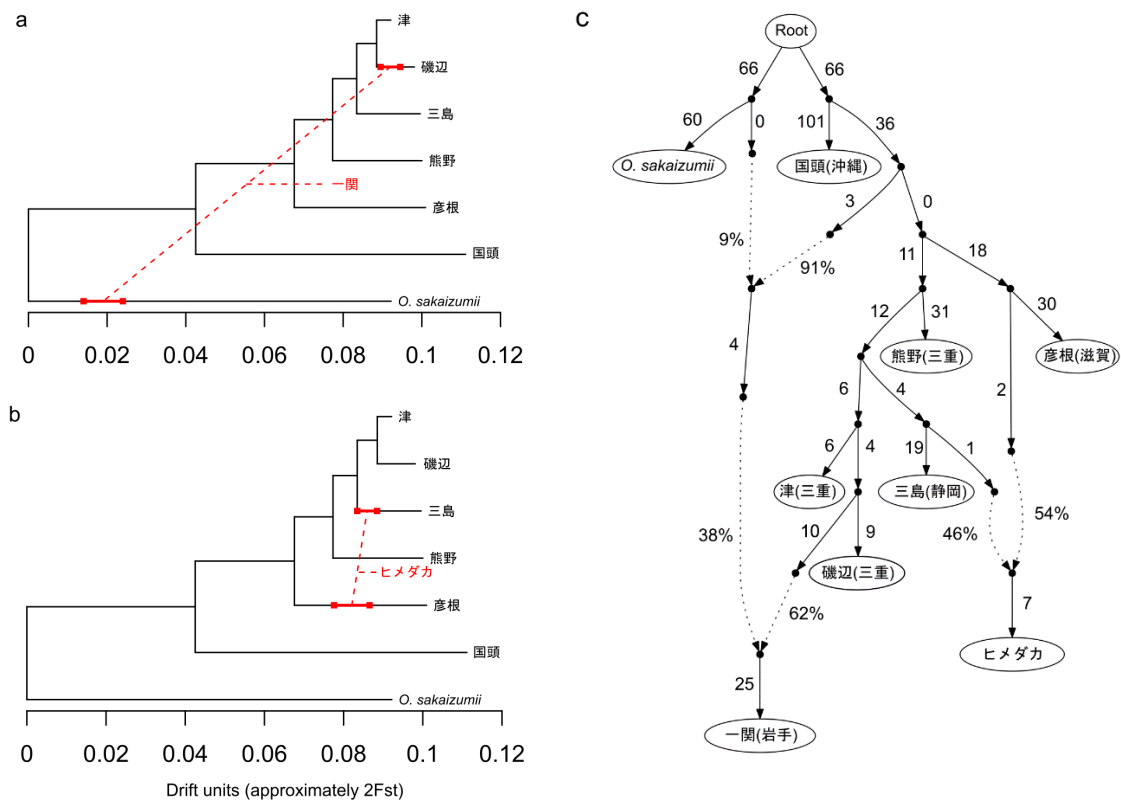 a
津
磯辺
三島
熊野
一関
彦根
国頭
O. sakaizumii
0 0.02 0.04 0.06 0.08 0.1 0.12
b
津
磯辺
三島
熊野
ヒメダカ
彦根
国頭
O. sakaizumii
0 0.02 0.04 0.06 0.08 0.1 0.12
Drift units (approximately 2Fst)
c
Root
66 66
60 0 101 36
O. sakaizumii 国頭(沖縄)
3 0
9% 91% 11 18
12 31 30
熊野(三重) 彦根(滋賀)
4 6 4 2
6 4 19 1
津(三重) 三島(静岡)
38% 10 9 46% 54%
磯辺(三重)
62% 7
ヒメダカ
25
一関(岩手)